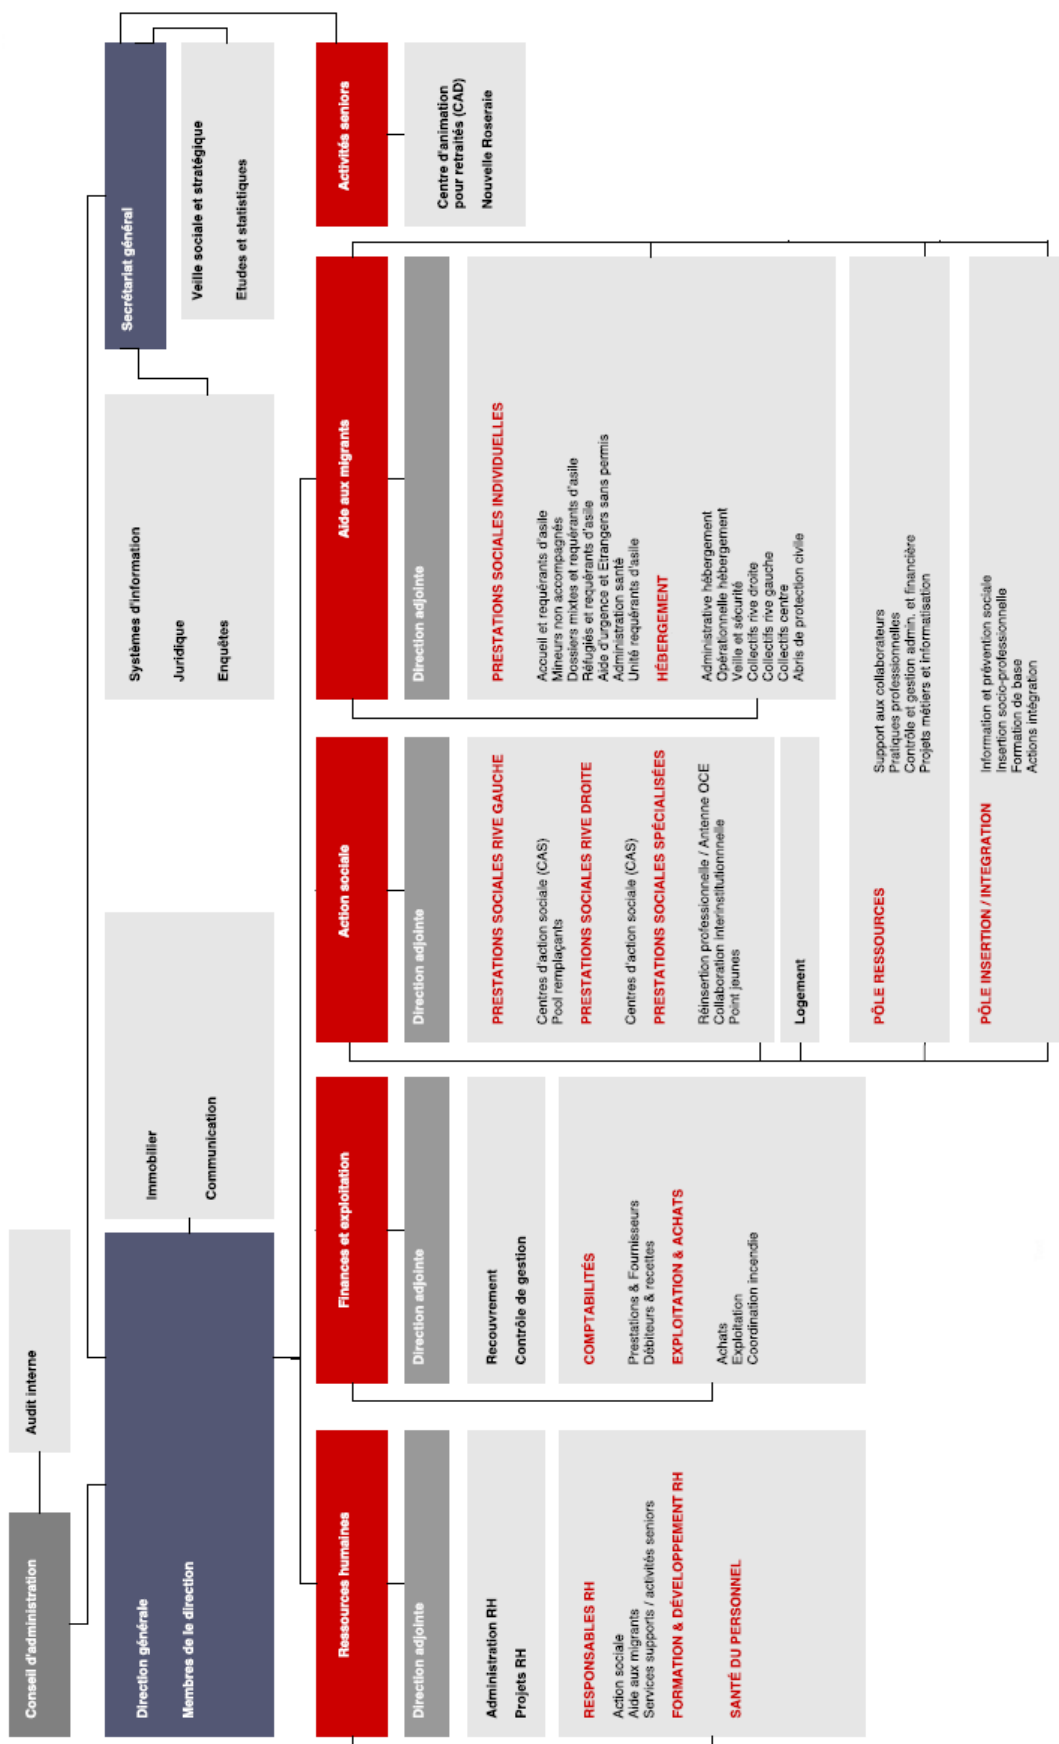 Conseil d'administration
Audit interne
Direction générale
Membres de le direction
Immobilier
Communication
Systèmes d'information
Juridique
Enquêtes
Secrétariat général
Veille sociale et stratégique
Etudes et statistiques
Ressources humaines
Direction adjointe
Administration RH
Projets RH
RESPONSABLES RH
Action sociale
Aide aux migrants
Services supports / activités seniors
FORMATION & DÉVELOPPEMENT RH
SANTÉ DU PERSONNEL
Finances et exploitation
Direction adjointe
Recouvrement
Contrôle de gestion
COMPTABILITÉS
Prestations & Fournisseurs
Débiteurs & recettes
EXPLOITATION & ACHATS
Achats
Exploitation
Coordination incendie
Action sociale
Direction adjointe
PRESTATIONS SOCIALES RIVE GAUCHE
Centres d'action sociale (CAS)
Pool remplaçants
PRESTATIONS SOCIALES RIVE DROITE
Centres d'action sociale (CAS)
PRESTATIONS SOCIALES SPÉCIALISÉES
Réinsertion professionnelle / Antenne OCE
Collaboration interinstitutionnnelle
Point jeunes
Logement
Aide aux migrants
Direction adjointe
PRESTATIONS SOCIALES INDIVIDUELLES
Accueil et requérants d'asile
Mineurs non accompagnés
Dossiers mixtes et requérants d'asile
Réfugiés et requérants d'asile
Aide d'urgence et Etrangers sans permis
Administration santé
Unité requérants d'asile
HÉBERGEMENT
Administrative hébergement
Opérationnelle hébergement
Veille et sécurité
Collectifs rive droite
Collectifs rive gauche
Collectifs centre
Abris de protection civile
PÔLE RESSOURCES
Support aux collaborateurs
Pratiques professionnelles
Contrôle et gestion admin. et financière
Projets métiers et informatisation
PÔLE INSERTION / INTEGRATION
Information et prévention sociale
Insertion socio-professionnelle
Formation de base
Actions intégration
Activités seniors
Centre d'animation
pour retraités (CAD)
Nouvelle Roseraie